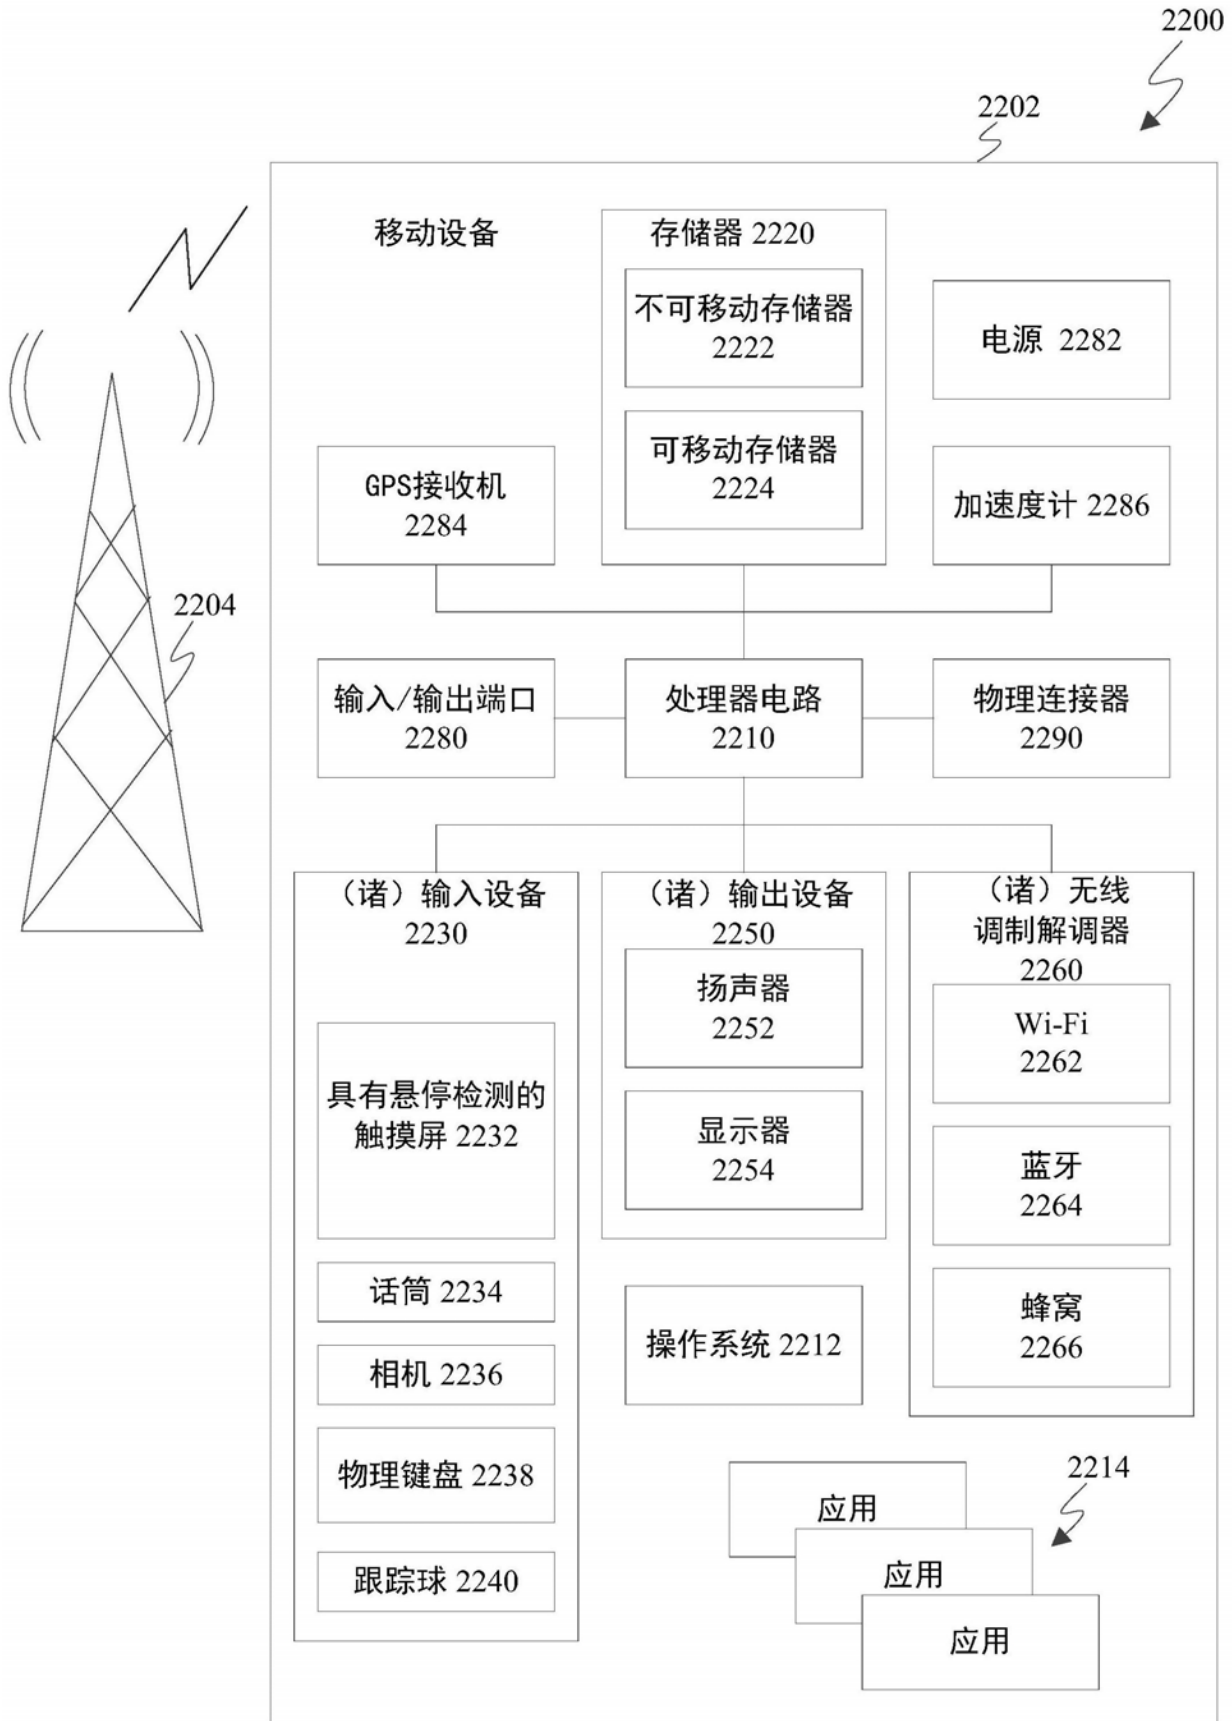 2200
2202
移动设备
存储器 2220
不可移动存储器
2222
电源 2282
可移动存储器
2224
GPS接收机
2284
加速度计 2286
2204
输入/输出端口
2280
处理器电路
2210
物理连接器
2290
（诸）输入设备
2230
具有悬停检测的
触摸屏 2232
话筒 2234
相机 2236
物理键盘 2238
跟踪球 2240
（诸）输出设备
2250
扬声器
2252
显示器
2254
（诸）无线
调制解调器
2260
Wi-Fi
2262
蓝牙
2264
蜂窝
2266
操作系统 2212
2214
应用
应用
应用